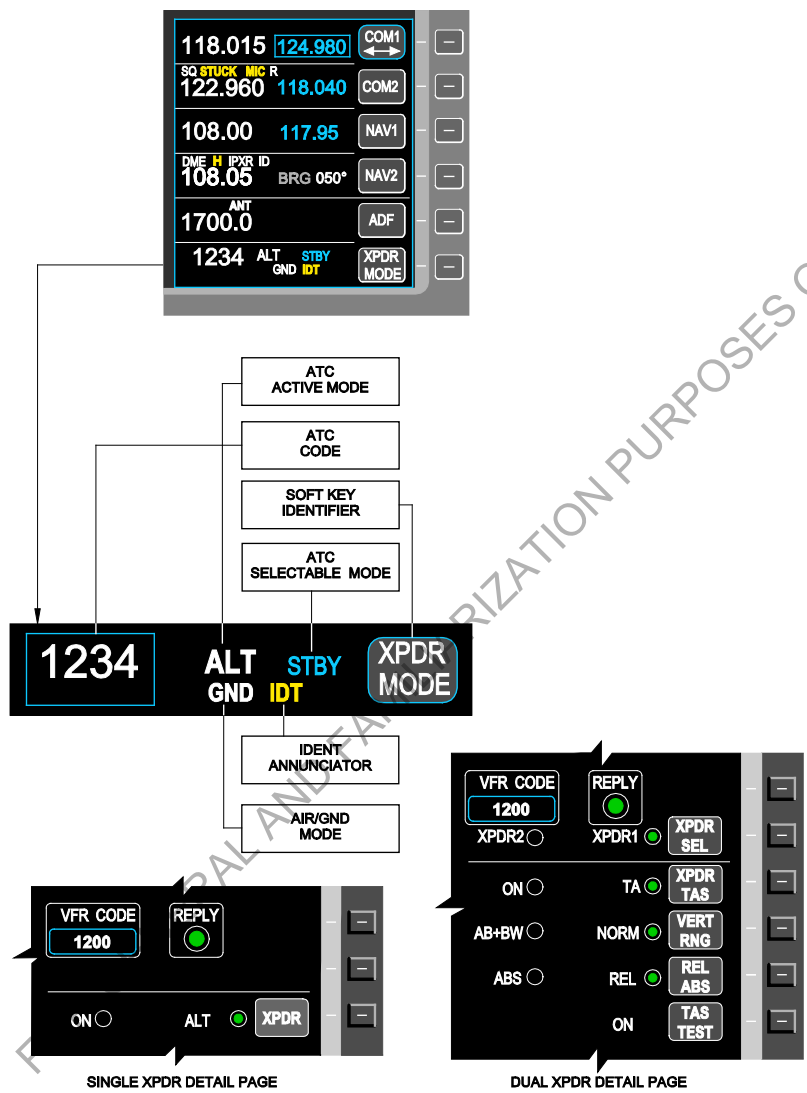 118.015 124.980 COM1
SQ STUCK MIC R
122.960 118.040 COM2
108.00 117.95 NAV1
DME H IPXR ID
108.05 BRG 050° NAV2
ANT
1700.0 ADF
1234 ALT STBY XPDR
GND IDT MODE
ATC
ACTIVE MODE
ATC
CODE
SOFT KEY
IDENTIFIER
ATC
SELECTABLE MODE
1234 ALT STBY XPDR
GND IDT MODE
IDENT
ANNUNCIATOR
AIR/GND
MODE
VFR CODE REPLY
1200
XPDR2 XPDR1 XPDR
SEL
ON TA XPDR
TAS
AB+BW NORM VERT
RNG
ABS REL REL
ABS
ON TAS
TEST
DUAL XPDR DETAIL PAGE
VFR CODE REPLY
1200
ON ALT XPDR
SINGLE XPDR DETAIL PAGE
AND PURPOSES